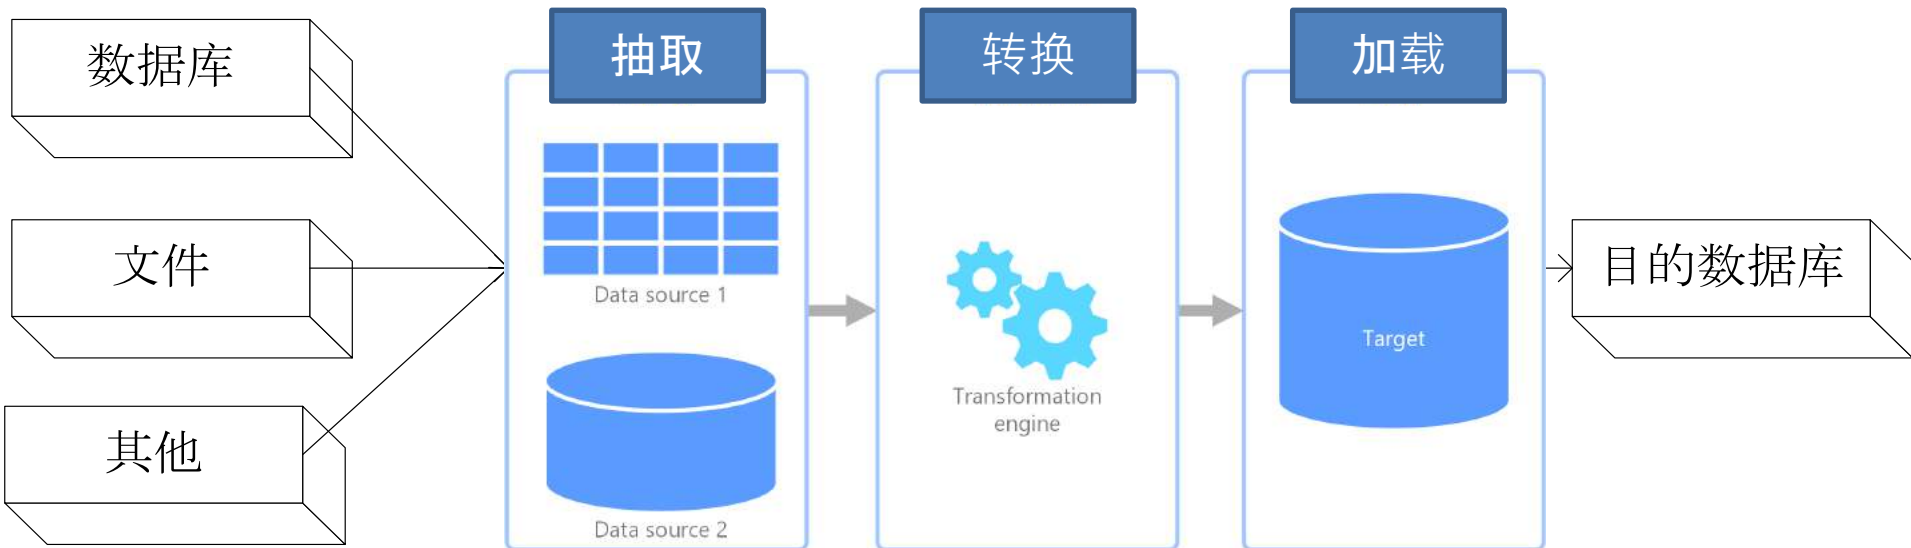 数据库
文件
其他
抽取
Data source 1
Data source 2
转换
Transformation
engine
加载
Target
目的数据库